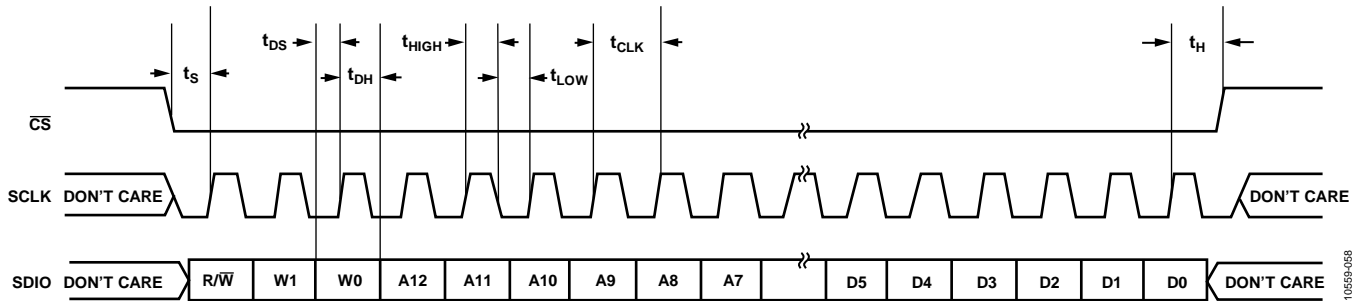 tDS
tHIGH
tCLK
tH
tS
tDH
tLOW
C̅S̅
SCLK DON'T CARE
DON'T CARE
SDIO DON'T CARE R/W̅ W1 W0 A12 A11 A10 A9 A8 A7 D5 D4 D3 D2 D1 D0 DON'T CARE
10559-058